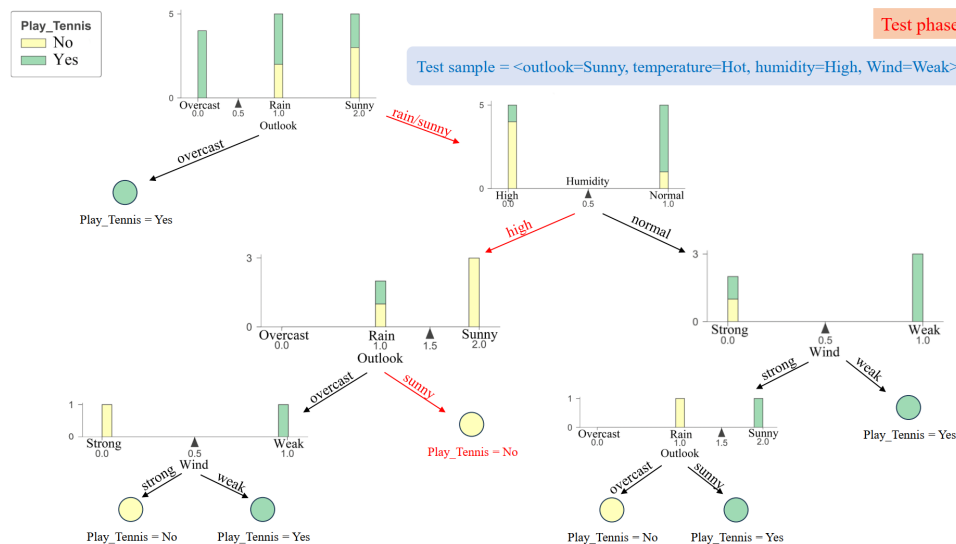 Play_Tennis
No
Yes
Test phase
Test sample = <outlook=Sunny, temperature=Hot, humidity=High, Wind=Weak>
5
0
Overcast
Rain
Sunny
0.0
0.5
1.0
2.0
Outlook
overcast
rain/sunny
Play_Tennis = Yes
5
0
Humidity
High
Normal
0.0
0.5
1.0
high
normal
3
0
Overcast
Rain
Sunny
0.0
1.0
1.5
2.0
Outlook
3
0
Strong
Weak
0.0
0.5
1.0
Wind
overcast
sunny
strong
weak
1
0
Strong
Weak
0.0
0.5
1.0
Wind
Play_Tennis = No
1
0
Overcast
Rain
Sunny
0.0
1.0
1.5
2.0
Outlook
Play_Tennis = Yes
strong
weak
overcast
sunny
Play_Tennis = No
Play_Tennis = Yes
Play_Tennis = No
Play_Tennis = Yes